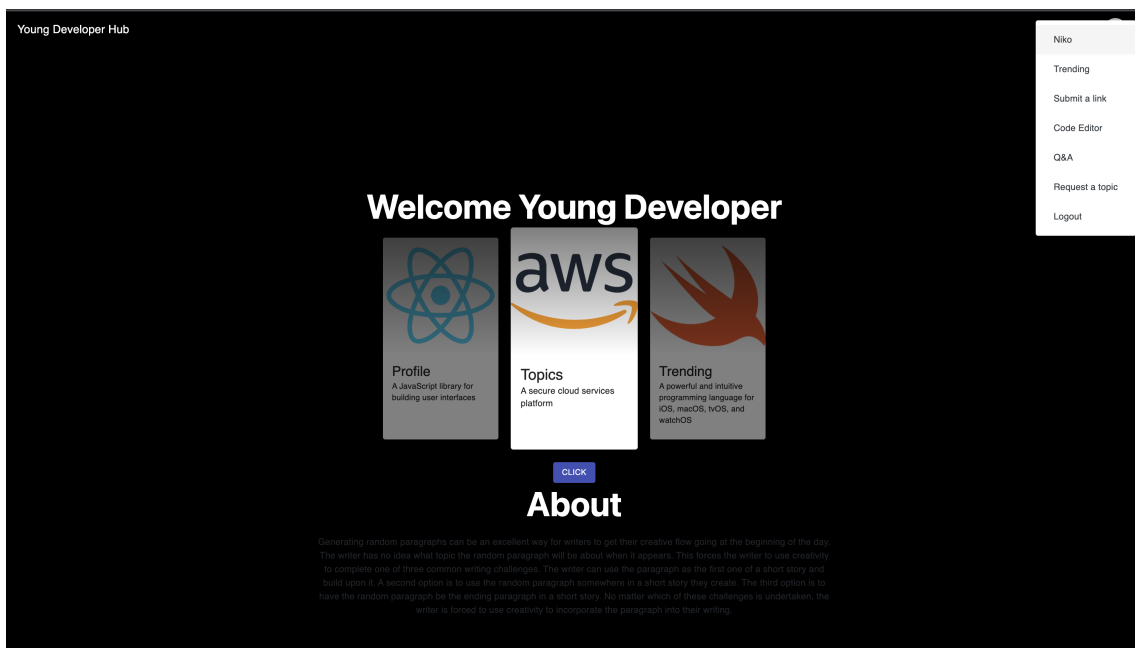 Young Developer Hub
Niko
Trending
Submit a link
Code Editor
Q&A
Request a topic
Logout
Welcome Young Developer
aws
Profile
A JavaScript library for
building user interfaces
Topics
A secure cloud services
platform
Trending
A powerful and intuitive
programming language for
iOS, macOS, tvOS, and
watchOS
CLICK
About
Generating random paragraphs can be an excellent way for writers to get their creative flow going at the beginning of the day.
The writer has no idea what topic the random paragraph will be about when it appears. This forces the writer to use creativity
to complete one of three common writing challenges. The writer can use the paragraph as the first one of a short story and
build upon it. A second option is to use the random paragraph somewhere in a short story they create. The third option is to
have the random paragraph be the ending paragraph in a short story. No matter which of these challenges is undertaken, the
writer is forced to use creativity to incorporate the paragraph into their writing.